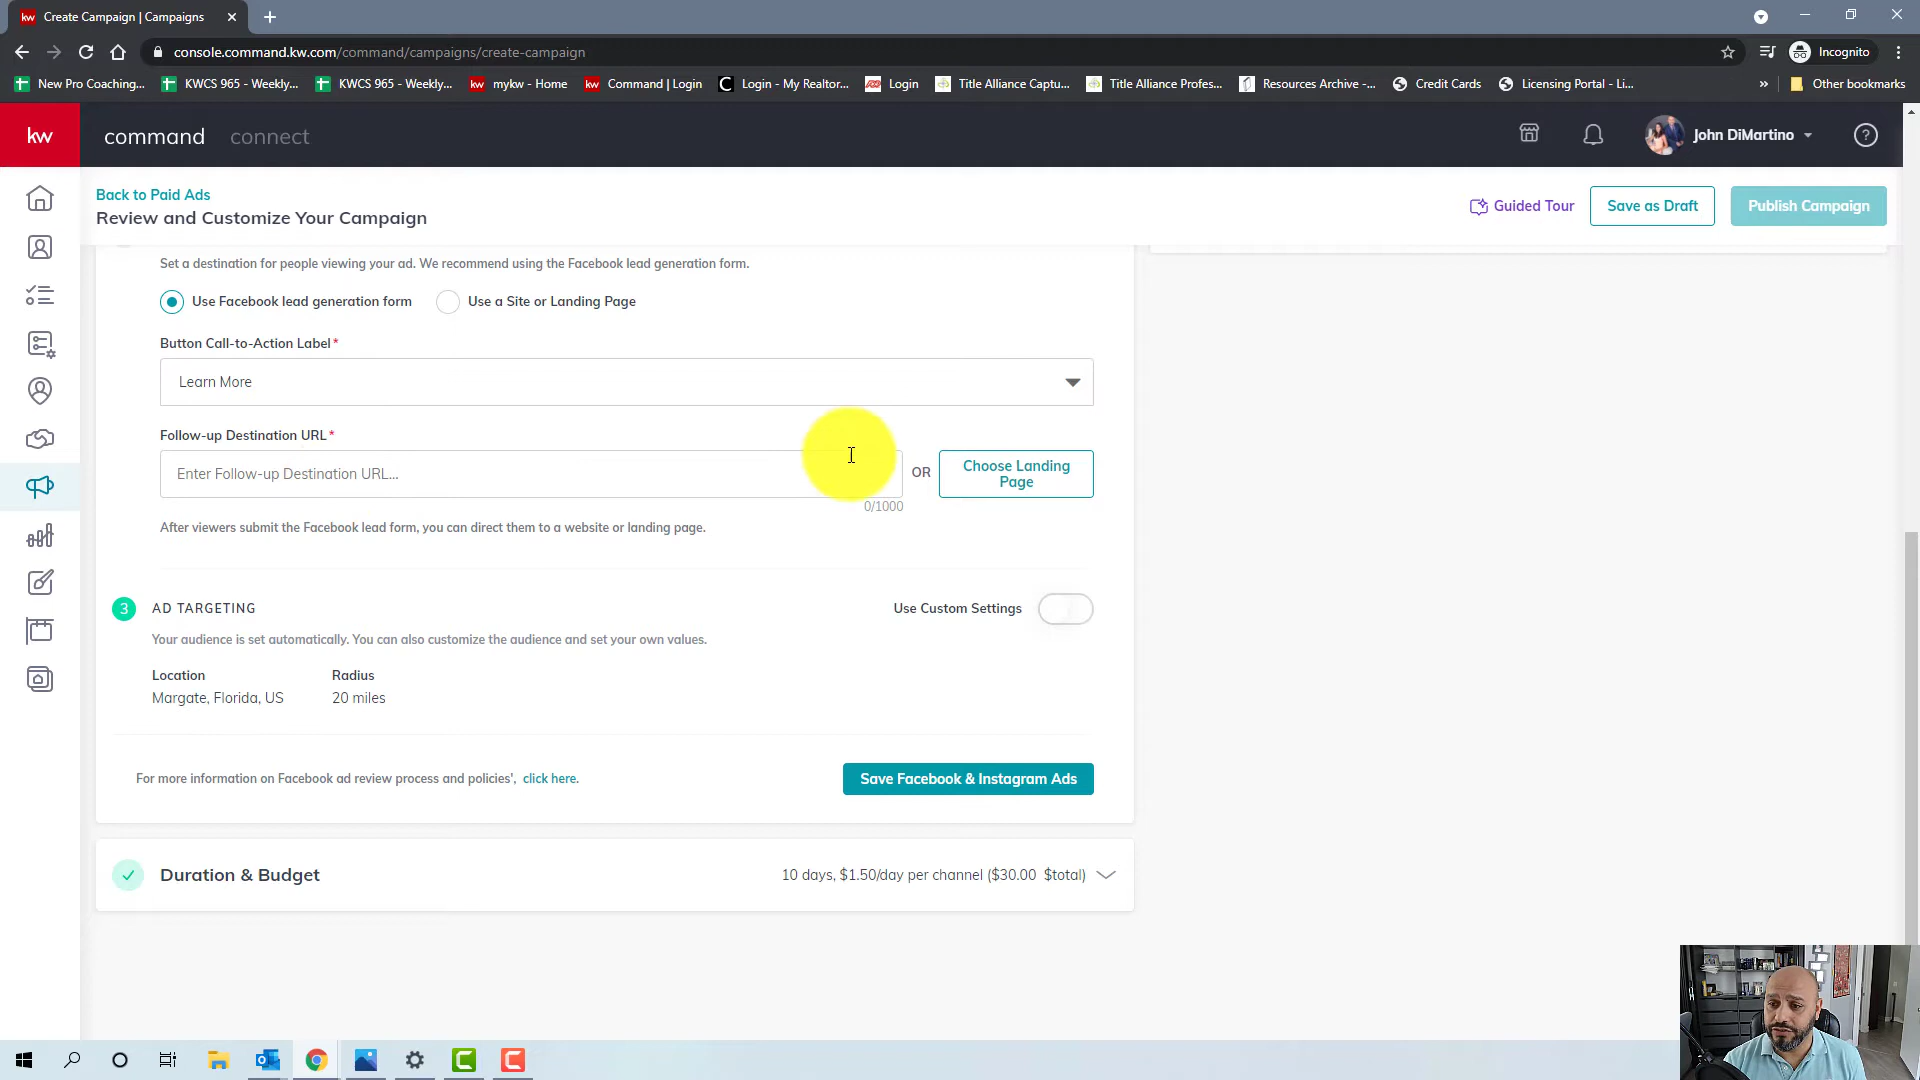 kw Create Campaign | Campaigns
console.command.kw.com/command/campaigns/create-campaign
Incognito
New Pro Coaching...
KWCS 965 - Weekly...
KWCS 965 - Weekly...
kw mykw - Home
kw Command | Login
C Login - My Realtor...
Login
Title Alliance Captu...
Title Alliance Profes...
Resources Archive -...
Credit Cards
Licensing Portal - Li...
»
Other bookmarks
kw
command connect
John DiMartino
?
Back to Paid Ads
Review and Customize Your Campaign
Guided Tour
Save as Draft
Publish Campaign
Set a destination for people viewing your ad. We recommend using the Facebook lead generation form.
Use Facebook lead generation form
Use a Site or Landing Page
Button Call-to-Action Label*
Learn More
Follow-up Destination URL*
Enter Follow-up Destination URL...
OR
Choose Landing
Page
0/1000
After viewers submit the Facebook lead form, you can direct them to a website or landing page.
3 AD TARGETING
Use Custom Settings
Your audience is set automatically. You can also customize the audience and set your own values.
Location Radius
Margate, Florida, US 20 miles
For more information on Facebook ad review process and policies', click here.
Save Facebook & Instagram Ads
Duration & Budget
10 days, $1.50/day per channel ($30.00 $total)